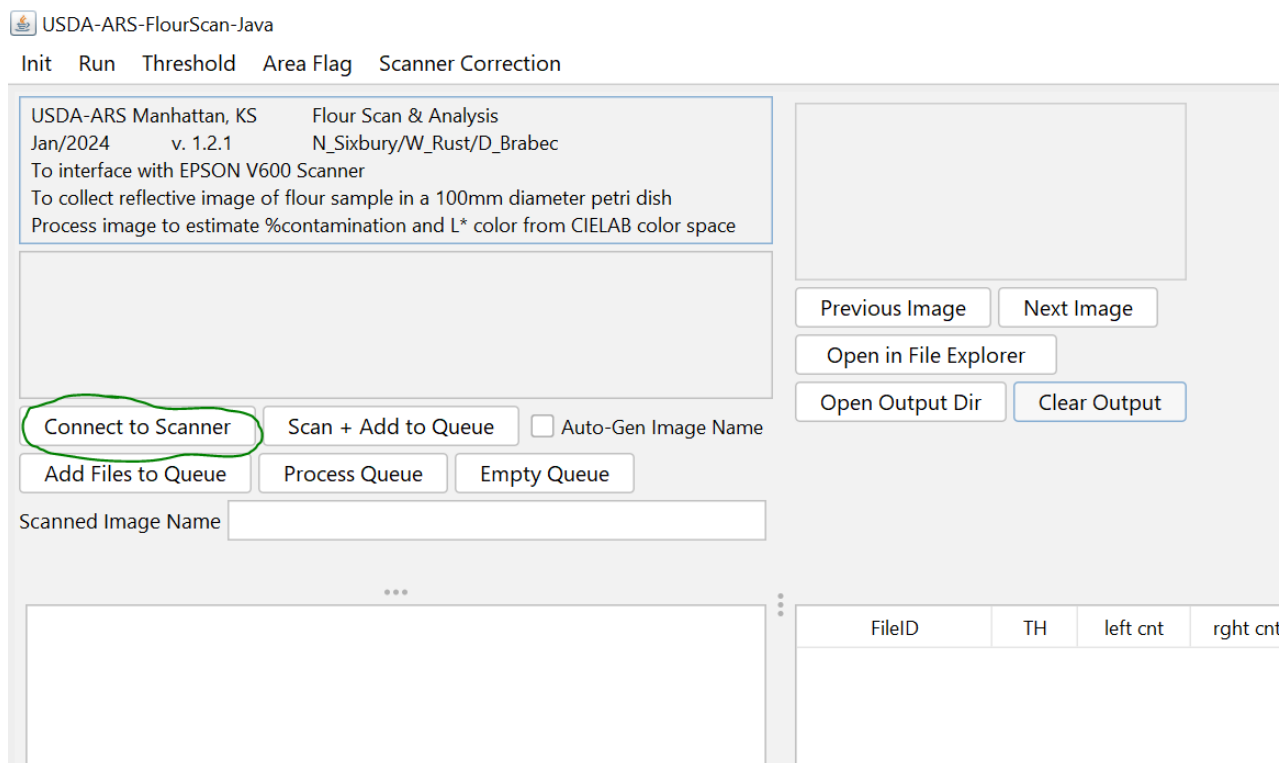 USDA-ARS-FlourScan-Java
Init Run Threshold Area Flag Scanner Correction
USDA-ARS Manhattan, KS Flour Scan & Analysis
Jan/2024 v. 1.2.1 N_Sixbury/W_Rust/D_Brabec
To interface with EPSON V600 Scanner
To collect reflective image of flour sample in a 100mm diameter petri dish
Process image to estimate %contamination and L* color from CIELAB color space
Connect to Scanner Scan + Add to Queue Auto-Gen Image Name
Add Files to Queue Process Queue Empty Queue
Scanned Image Name
Previous Image Next Image
Open in File Explorer
Open Output Dir Clear Output
FileID TH left cnt rght cnt